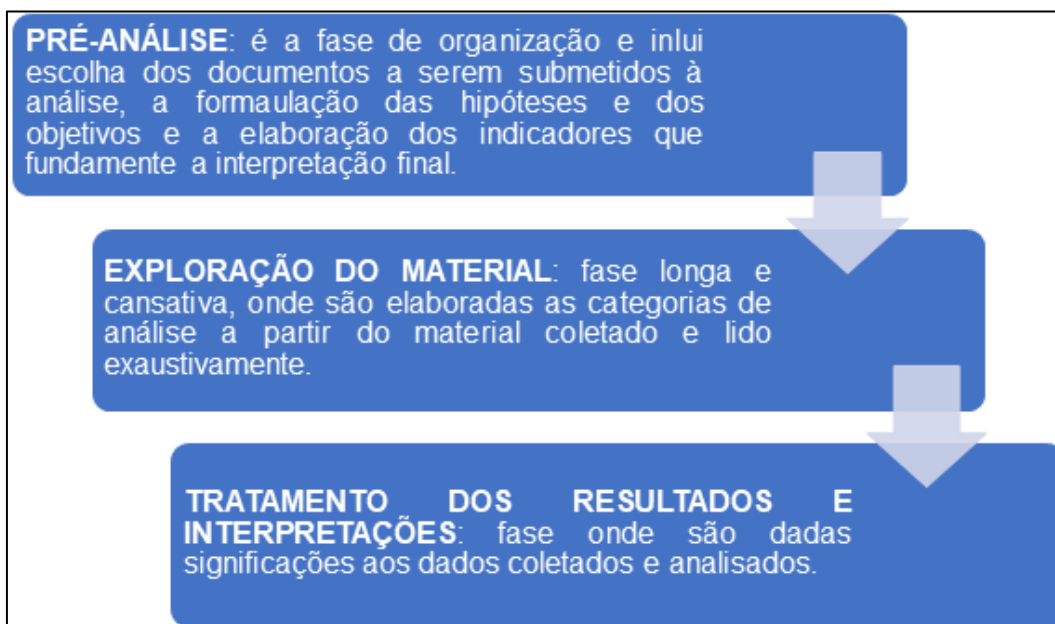 PRÉ-ANÁLISE: é a fase de organização e inlui
escolha dos documentos a serem submetidos à
análise, a formaulação das hipóteses e dos
objetivos e a elaboração dos indicadores que
fundamente a interpretação final.
EXPLORAÇÃO DO MATERIAL: fase longa e
cansativa, onde são elaboradas as categorias de
análise a partir do material coletado e lido
exaustivamente.
TRATAMENTO DOS RESULTADOS E
INTERPRETAÇÕES: fase onde são dadas
significações aos dados coletados e analisados.